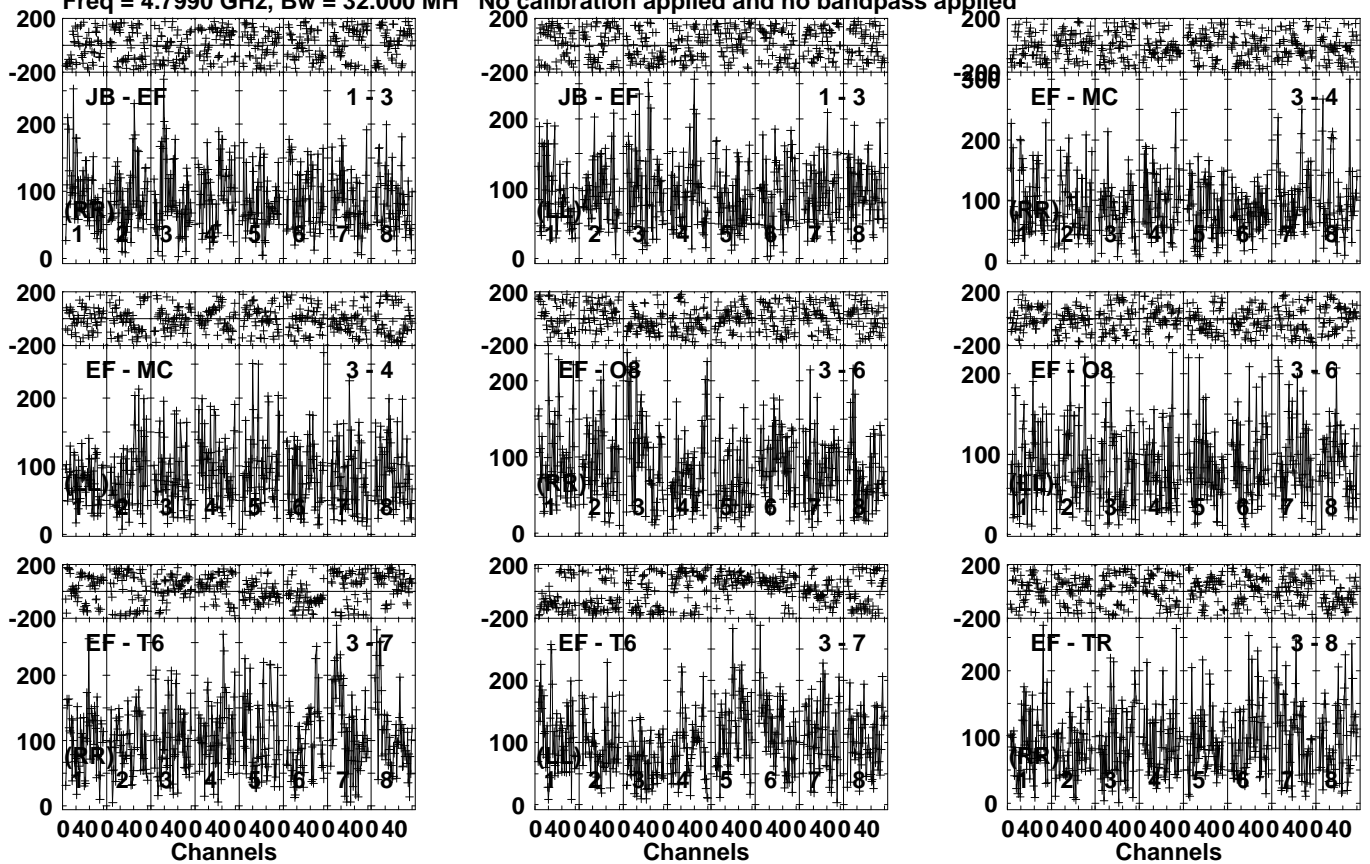 Freq = 4.7990 GHz, Bw = 32.000 MH No calibration applied and no bandpass applied
200
-200
JB - EF 1 - 3
200
100
0
(RR)
1 2 3 4 5 6 7 8
200
-200
JB - EF 1 - 3
200
100
0
(LL)
1 2 3 4 5 6 7 8
200
-200
300
EF - MC 3 - 4
200
100
0
(RR)
1 2 3 4 5 6 7 8
200
-200
EF - MC 3 - 4
200
100
0
(LL)
1 2 3 4 5 6 7 8
200
-200
EF - O8 3 - 6
200
100
0
(RR)
1 2 3 4 5 6 7 8
200
-200
EF - O8 3 - 6
200
100
0
(LL)
1 2 3 4 5 6 7 8
200
-200
EF - T6 3 - 7
200
100
0
(RR)
1 2 3 4 5 6 7 8
0 40 0 40 0 40 0 40 0 40 0 40 0 40 0 40
Channels
200
-200
EF - T6 3 - 7
200
100
0
(LL)
1 2 3 4 5 6 7 8
0 40 0 40 0 40 0 40 0 40 0 40 0 40 0 40
Channels
200
-200
EF - TR 3 - 8
200
100
0
(RR)
1 2 3 4 5 6 7 8
0 40 0 40 0 40 0 40 0 40 0 40 0 40 0 40
Channels